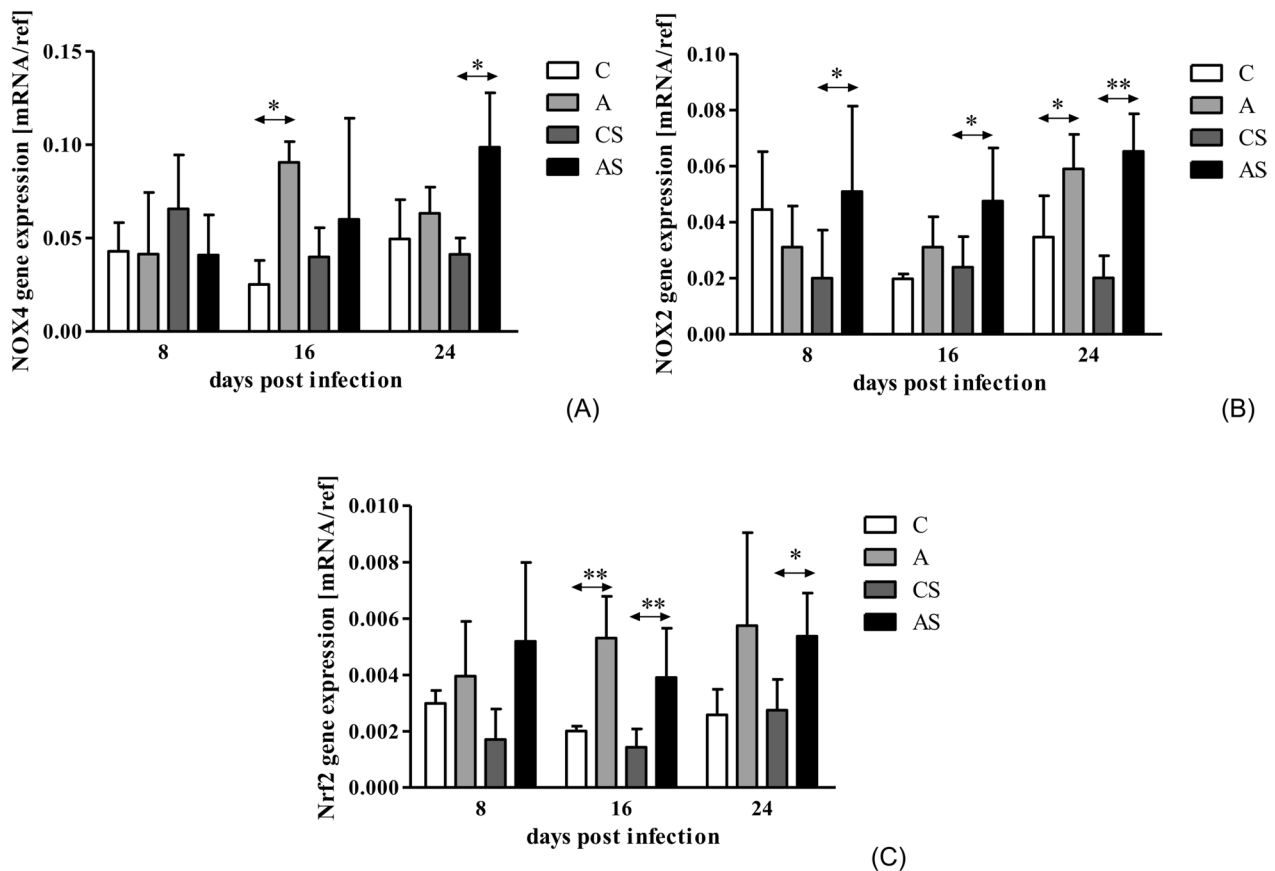 NOX4 gene expression [mRNA/ref]
0.15
0.10
0.05
0.00
*
*
C
A
CS
AS
8 16 24
days post infection
(A)
NOX2 gene expression [mRNA/ref]
0.10
0.08
0.06
0.04
0.02
0.00
*
*
*
**
C
A
CS
AS
8 16 24
days post infection
(B)
Nrf2 gene expression [mRNA/ref]
0.010
0.008
0.006
0.004
0.002
0.000
**
**
*
C
A
CS
AS
8 16 24
days post infection
(C)